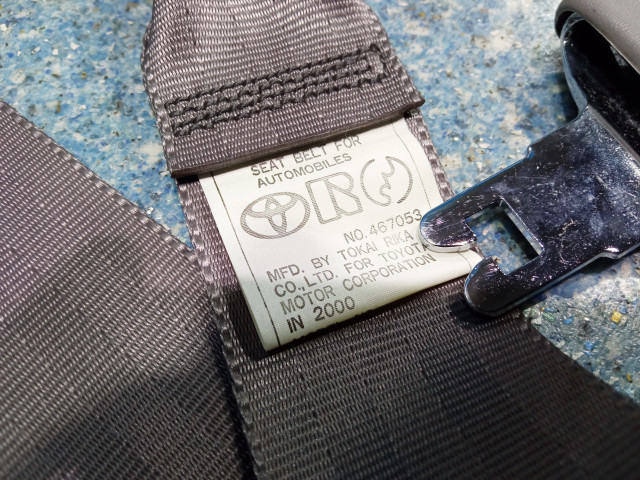 SEAT BELT FOR
AUTOMOBILES
R
NO.467053
MFD. BY TOKAI RIKA
CO.,LTD. FOR TOYOTA
MOTOR CORPORATION
IN 2000